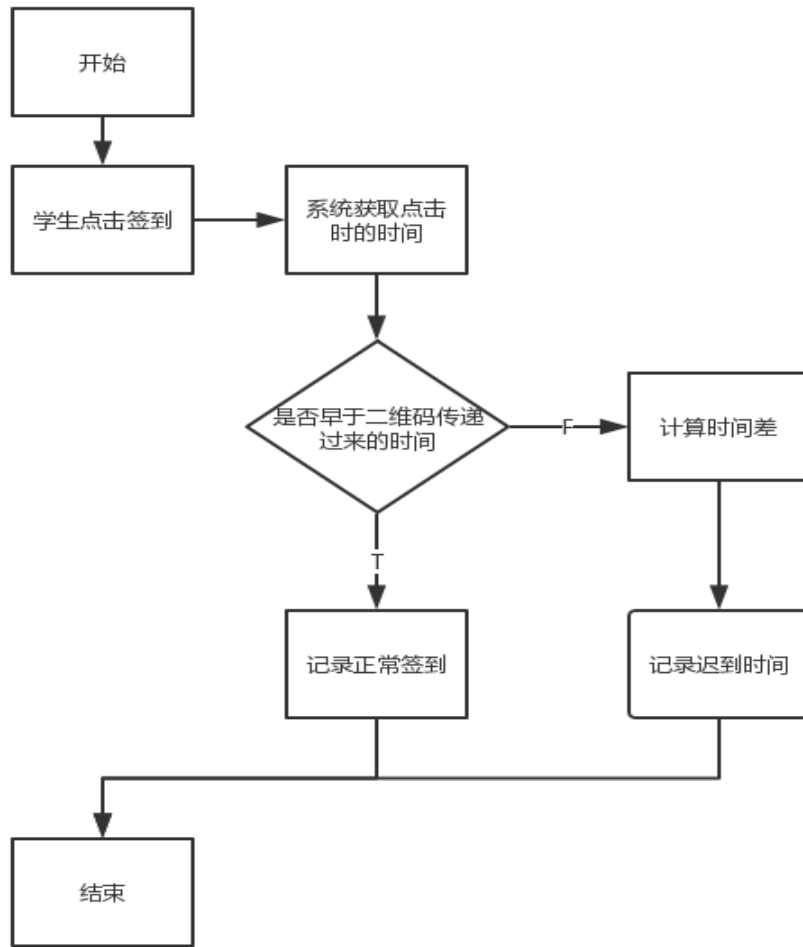 开始
学生点击签到
系统获取点击
时的时间
是否早于二维码传递
过来的时间
F
计算时间差
T
记录正常签到
记录迟到时间
结束